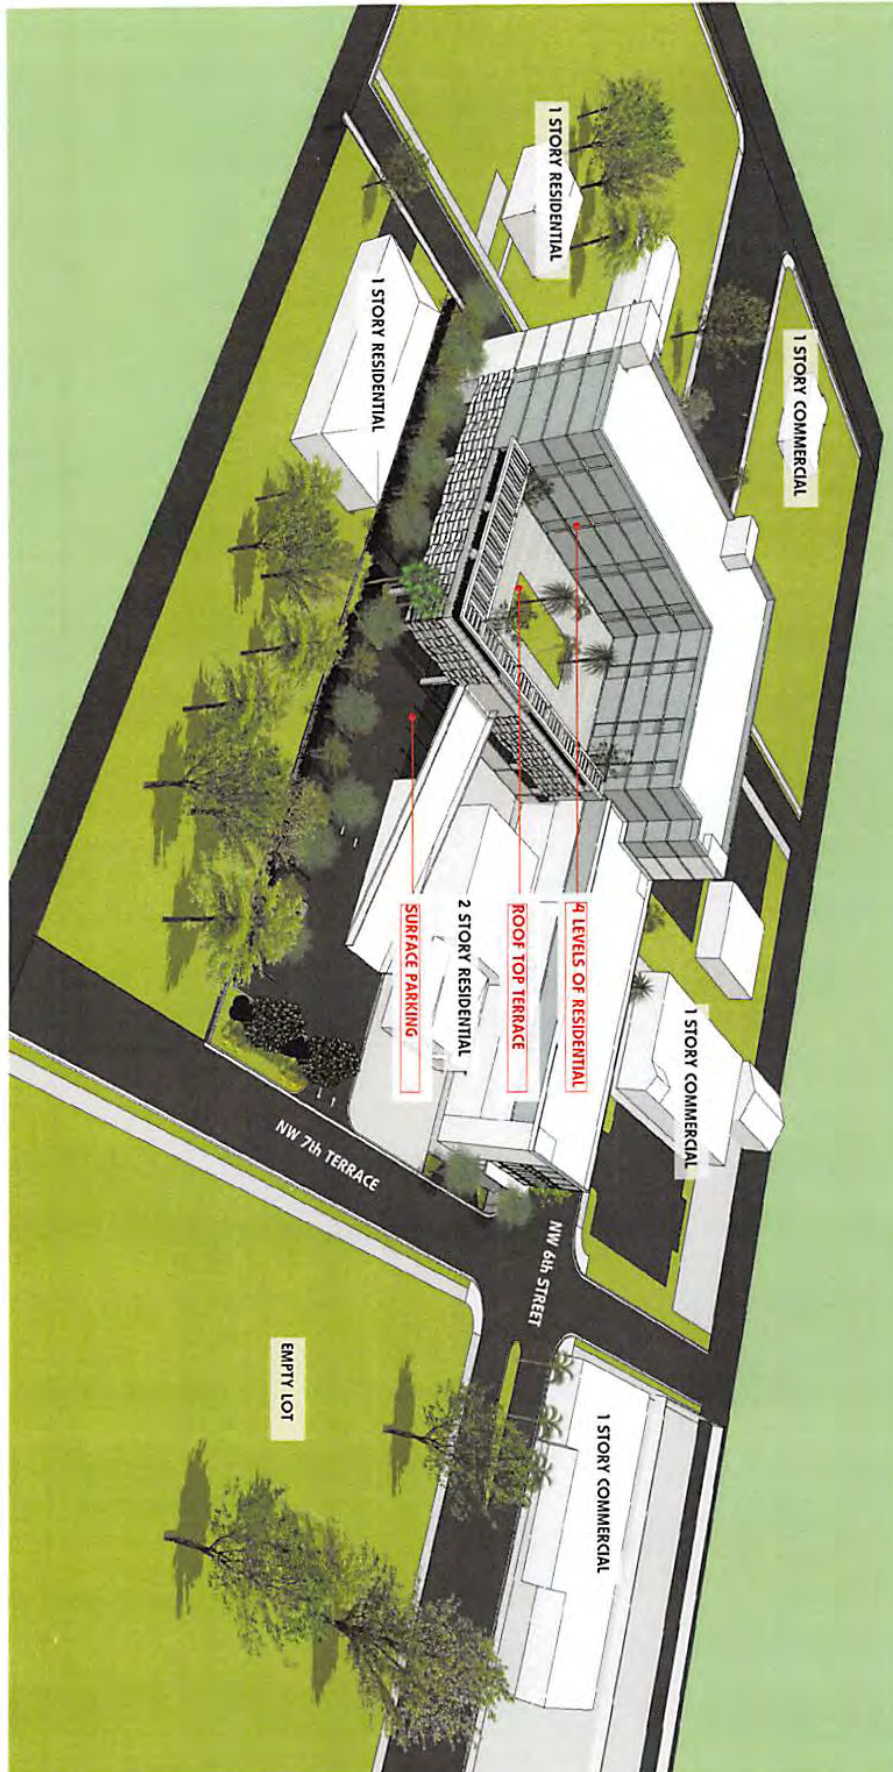 1 STORY RESIDENTIAL
1 STORY COMMERCIAL
1 STORY RESIDENTIAL
4 LEVELS OF RESIDENTIAL
ROOF TOP TERRACE
2 STORY RESIDENTIAL
SURFACE PARKING
1 STORY COMMERCIAL
NW 7th TERRACE
NW 6th STREET
EMPTY LOT
1 STORY COMMERCIAL